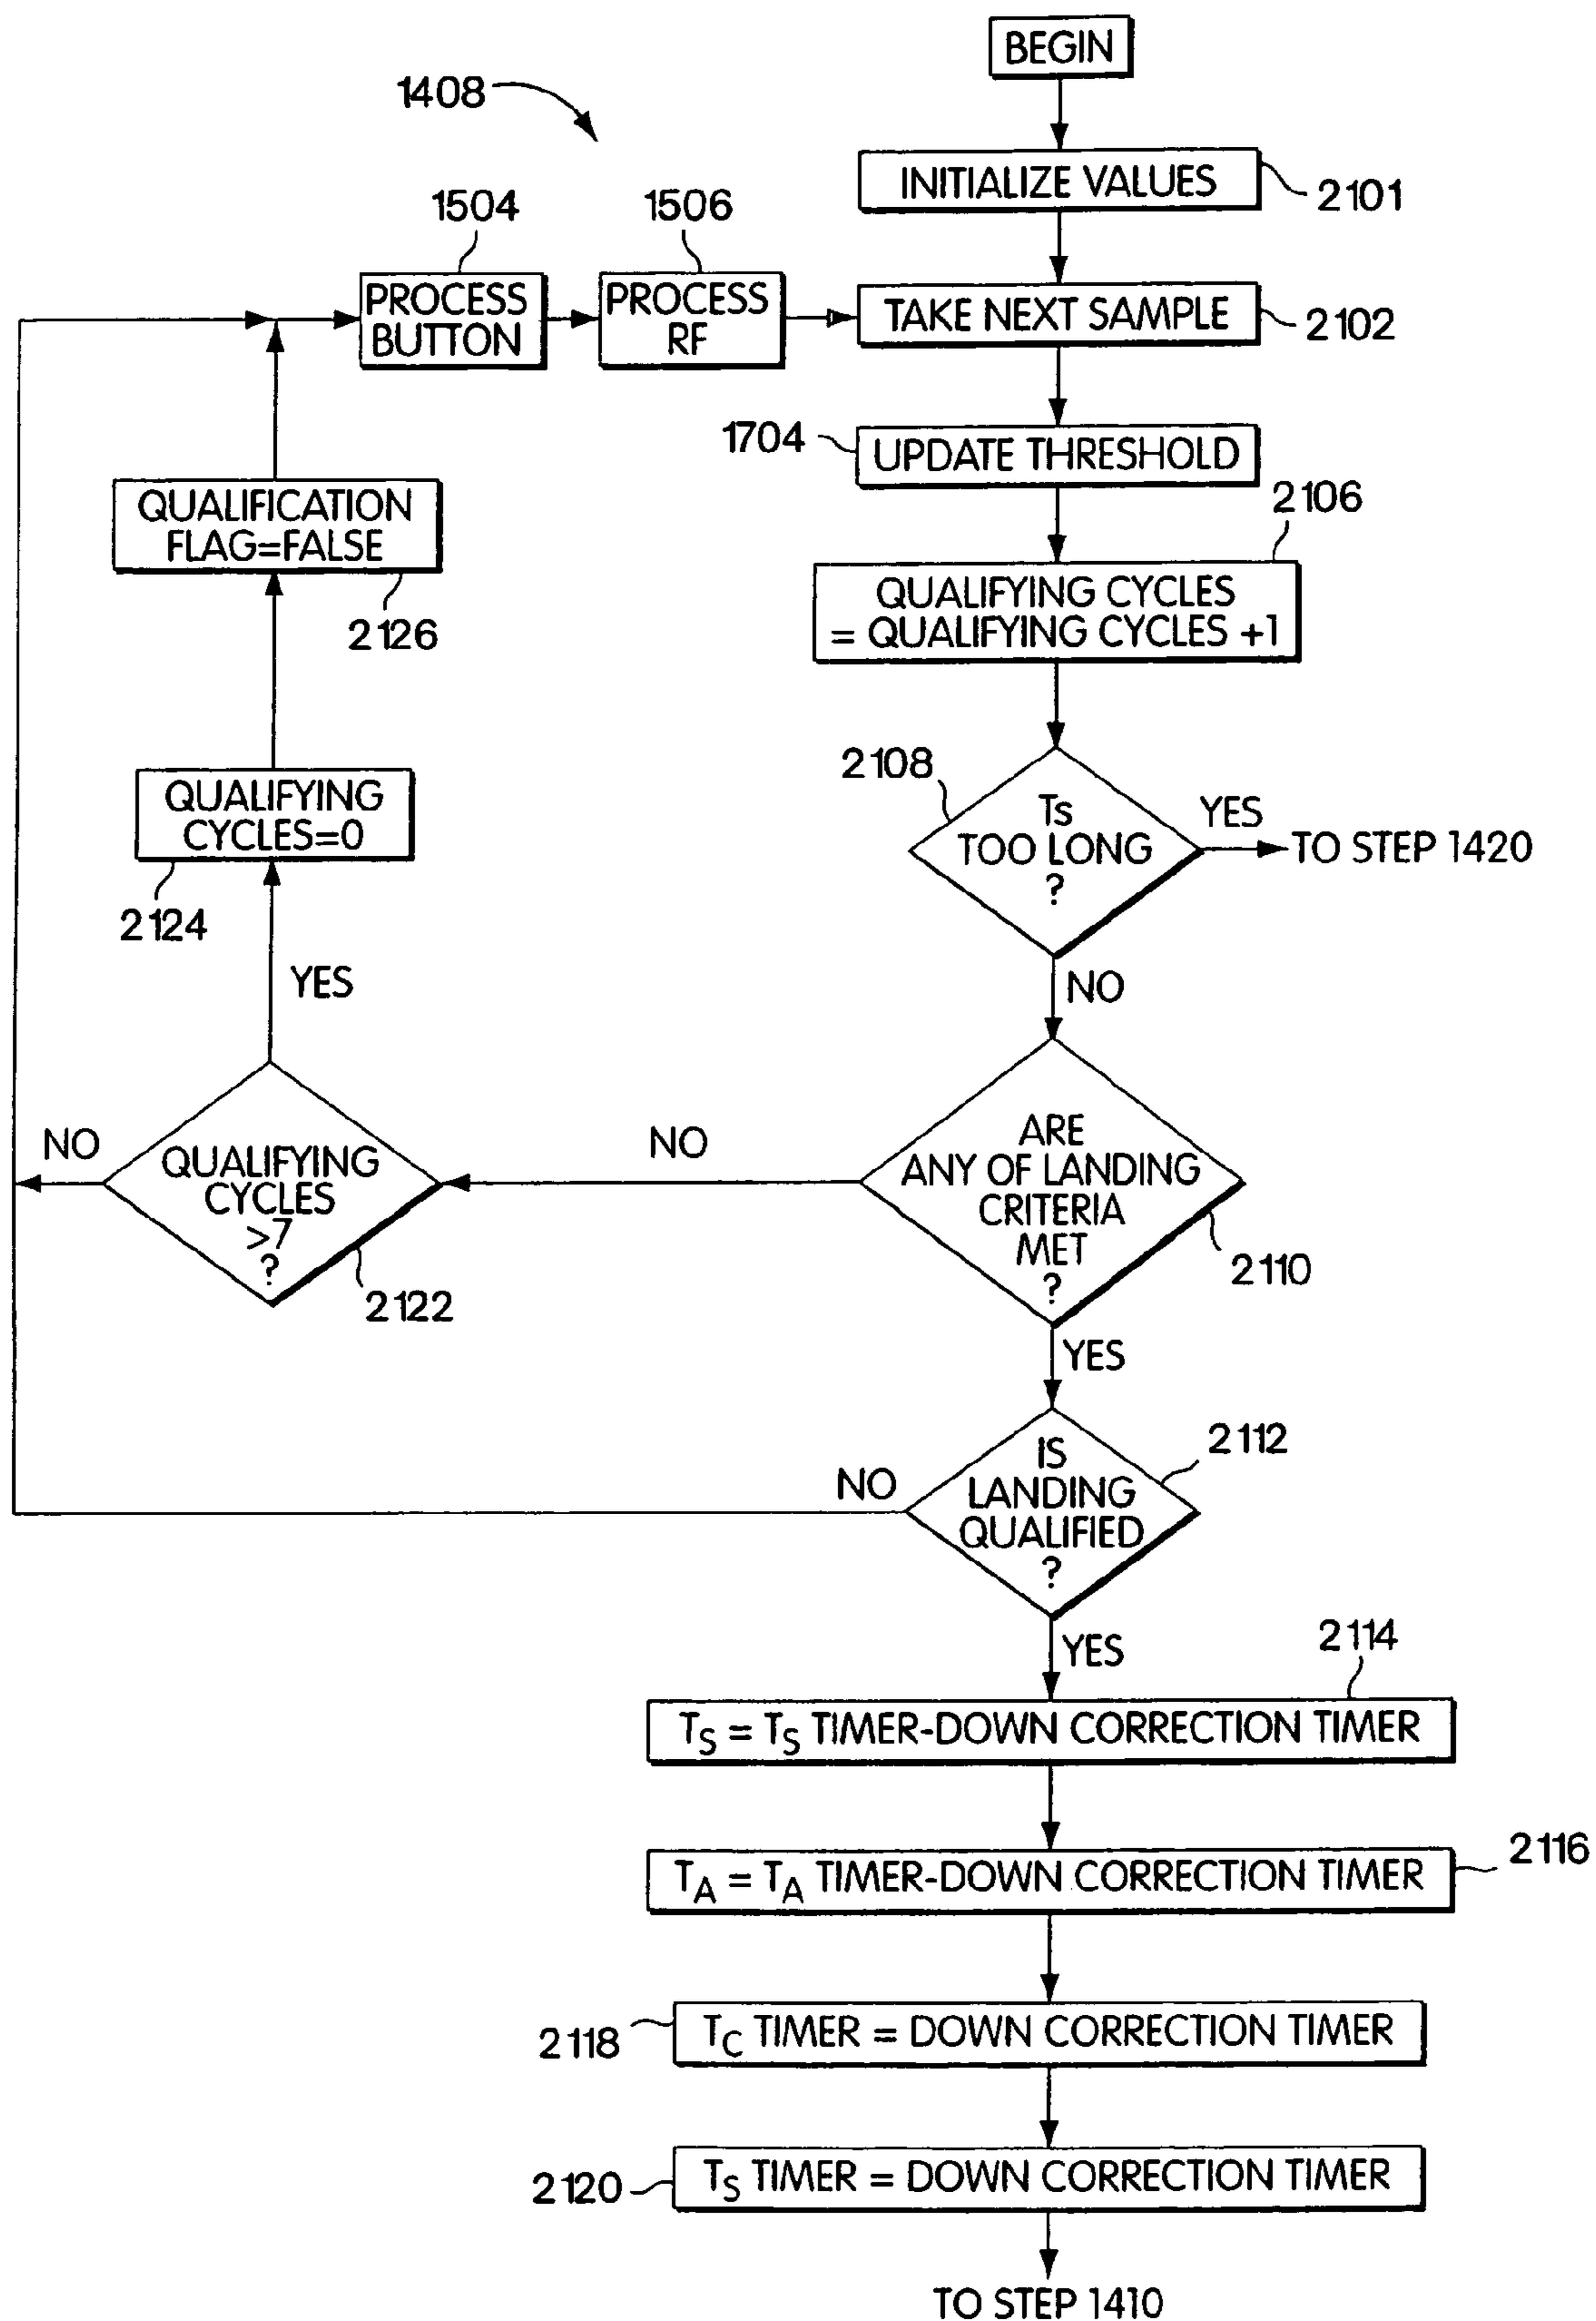 BEGIN
1408
INITIALIZE VALUES
2101
1504
1506
PROCESS
BUTTON
PROCESS
RF
TAKE NEXT SAMPLE
2102
1704
UPDATE THRESHOLD
2106
QUALIFICATION
FLAG=FALSE
2126
QUALIFYING CYCLES
= QUALIFYING CYCLES +1
2108
Ts
TOO LONG
?
YES
TO STEP 1420
QUALIFYING
CYCLES=0
2124
YES
NO
NO
QUALIFYING
CYCLES
>7
?
2122
NO
ARE
ANY OF LANDING
CRITERIA
MET
?
2110
YES
NO
IS
LANDING
QUALIFIED
?
2112
YES
2114
TS = TS TIMER-DOWN CORRECTION TIMER
2116
TA = TA TIMER-DOWN CORRECTION TIMER
2118
TC TIMER = DOWN CORRECTION TIMER
2120
TS TIMER = DOWN CORRECTION TIMER
TO STEP 1410